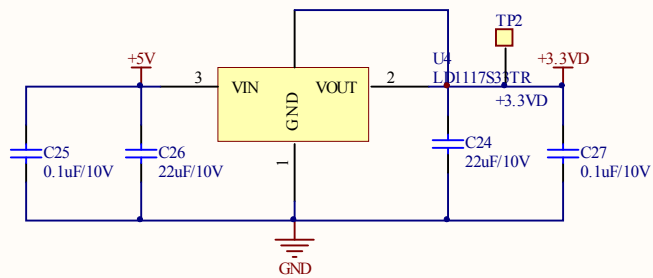 TP2
+5V
U4
+3.3VD
3
VIN
VOUT
2
LD1117S33TR
GND
+3.3VD
1
C25
0.1uF/10V
C26
22uF/10V
C24
22uF/10V
C27
0.1uF/10V
GND